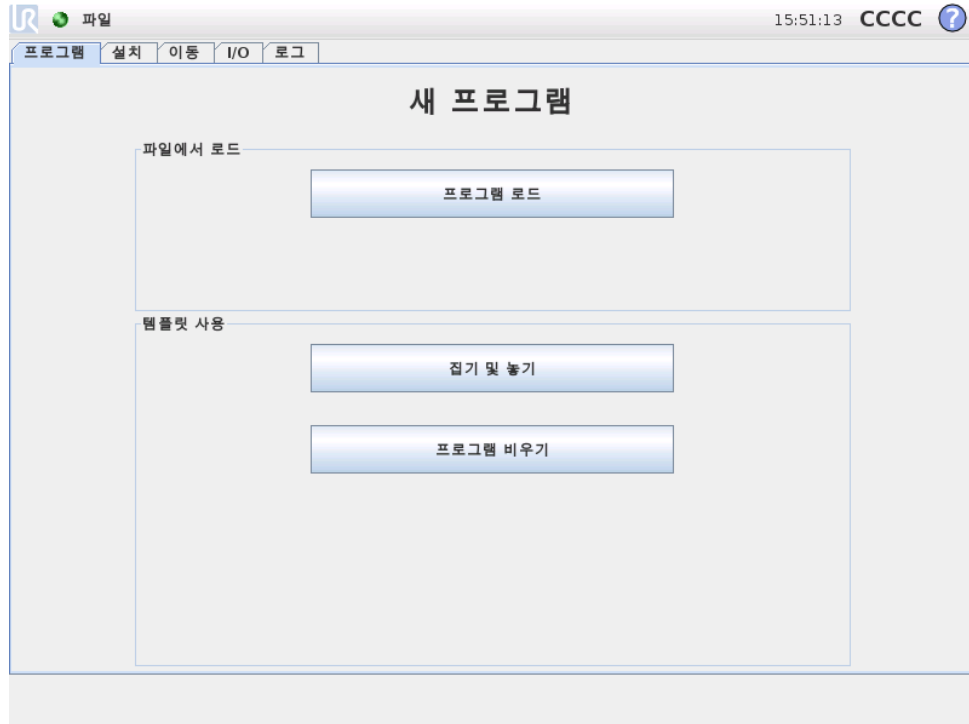 UR 파일 15:51:13 CCCC ?
프로그램 설치 이동 I/O 로그
새 프로그램
파일에서 로드
프로그램 로드
템플릿 사용
집기 및 놓기
프로그램 비우기